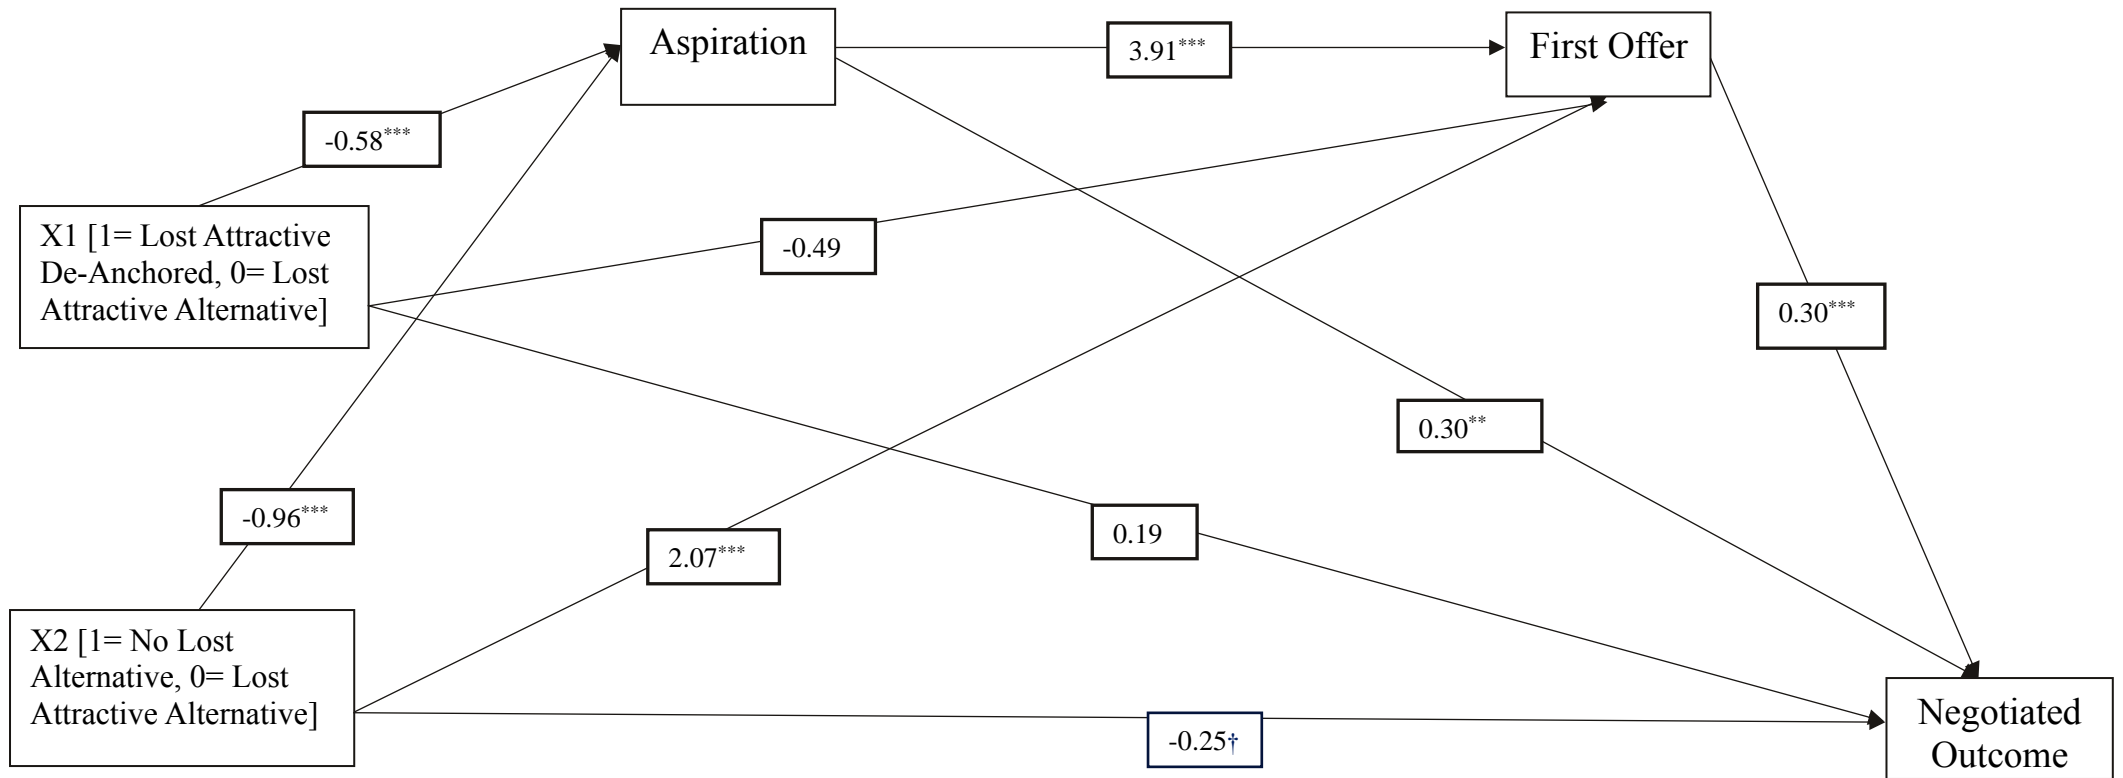 Aspiration
3.91***
First Offer
-0.58***
X1 [1= Lost Attractive
De-Anchored, 0= Lost
Attractive Alternative]
-0.49
0.30***
0.30**
-0.96***
2.07***
0.19
X2 [1= No Lost
Alternative, 0= Lost
Attractive Alternative]
-0.25†
Negotiated
Outcome